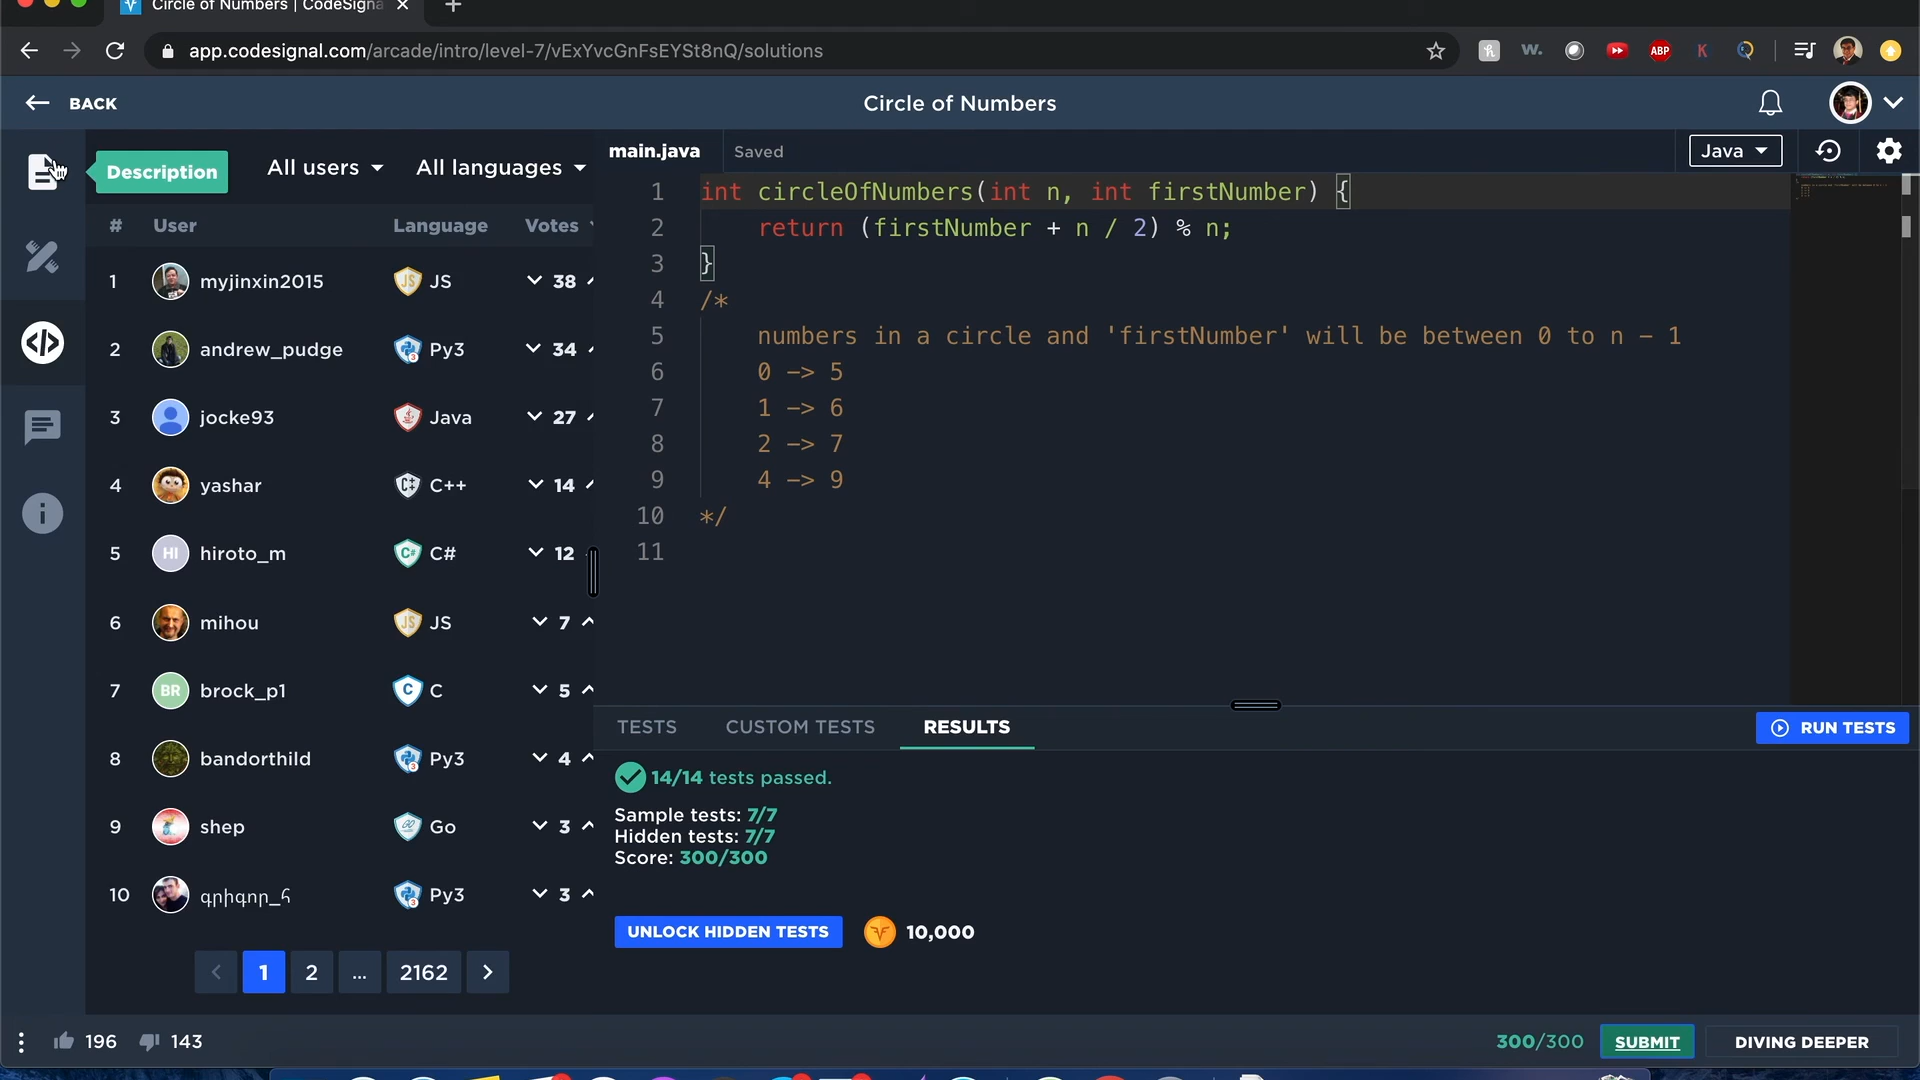 Circle of Numbers | CodeSigna
app.codesignal.com/arcade/intro/level-7/vExYvcGnFsEYSt8nQ/solutions
ABP
BACK
Circle of Numbers
Description
All users
All languages
main.java
Saved
Java
# User Language Votes
1 myjinxin2015 JS 38
2 andrew_pudge Py3 34
3 jocke93 Java 27
4 yashar C++ 14
5 HI hiroto_m C# 12
6 mihou JS 7
7 BR brock_p1 C 5
8 bandorthild Py3 4
9 shep Go 3
10 գրիգոր_հ Py3 3
1 2 ... 2162
1 int circleOfNumbers(int n, int firstNumber) {
2 return (firstNumber + n / 2) % n;
3 }
4 /*
5 numbers in a circle and 'firstNumber' will be between 0 to n - 1
6 0 -> 5
7 1 -> 6
8 2 -> 7
9 4 -> 9
10 */
11
TESTS
CUSTOM TESTS
RESULTS
RUN TESTS
14/14 tests passed.
Sample tests: 7/7
Hidden tests: 7/7
Score: 300/300
UNLOCK HIDDEN TESTS
10,000
196
143
300/300
SUBMIT
DIVING DEEPER